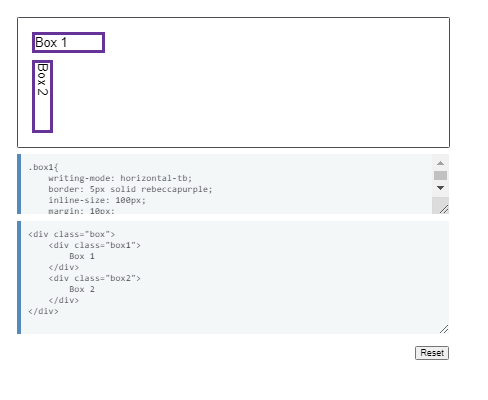 Box 1
Box 2
.box1{
    writing-mode: horizontal-tb;
    border: 5px solid rebeccapurple;
    inline-size: 100px;
    margin: 10px;
<div class="box">
    <div class="box1">
        Box 1
    </div>
    <div class="box2">
        Box 2
    </div>
</div>
Reset